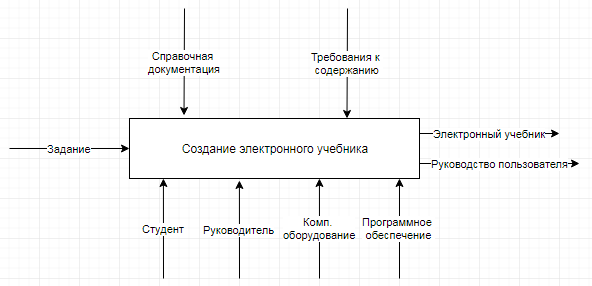 Справочная
документация
Требования к
содержанию
Задание
Создание электронного учебника
Электронный учебник
Руководство пользователя
Студент
Руководитель
Комп.
оборудование
Программное
обеспечение